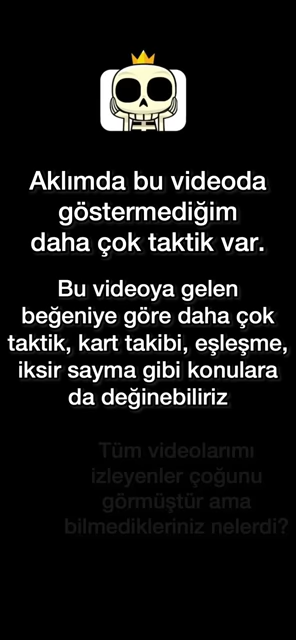 Aklımda bu videoda
göstermediğim
daha çok taktik var.
Bu videoya gelen
beğeniye göre daha çok
taktik, kart takibi, eşleşme,
iksir sayma gibi konulara
da değinebiliriz
Tüm videolarımı
izleyenler çoğunu
görmüştür ama
bilmedikleriniz nelerdi?